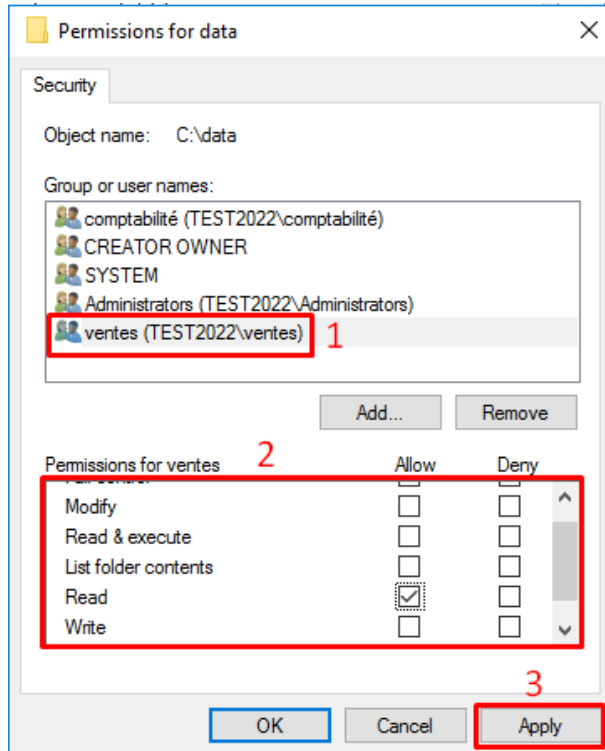 Permissions for data
Security
Object name: C:\data
Group or user names:
comptabilité (TEST2022\comptabilité)
CREATOR OWNER
SYSTEM
Administrators (TEST2022\Administrators)
ventes (TEST2022\ventes) 1
Add... Remove
2
Permissions for ventes Allow Deny
Modify
Read & execute
List folder contents
Read
Write
3
OK Cancel Apply